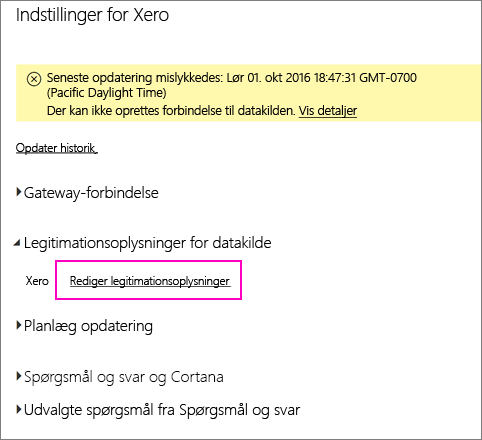 Indstillinger for Xero
Seneste opdatering mislykkedes: Lør 01. okt 2016 18:47:31 GMT-0700
(Pacific Daylight Time)
Der kan ikke oprettes forbindelse til datakilden. Vis detaljer
Opdater historik
Gateway-forbindelse
Legitimationsoplysninger for datakilde
Xero Rediger legitimationsoplysninger
Planlæg opdatering
Spørgsmål og svar og Cortana
Udvalgte spørgsmål fra Spørgsmål og svar